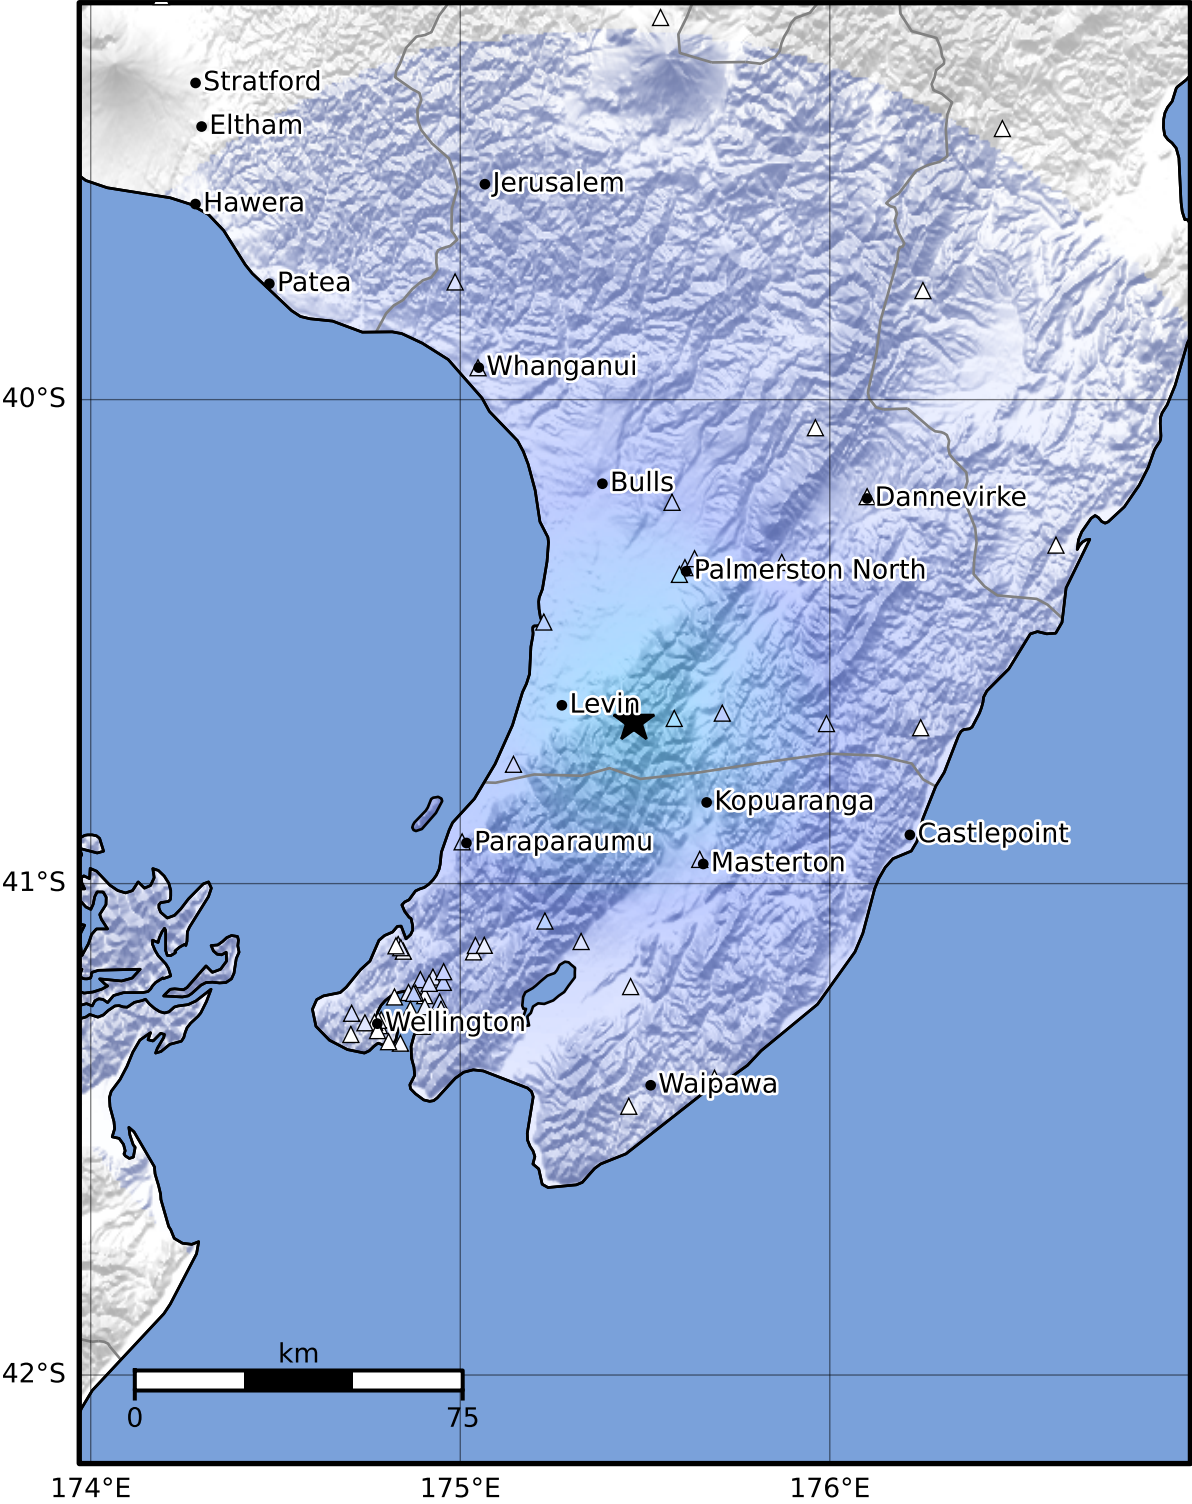 Stratford
Eltham
Jerusalem
Hawera
Patea
Whanganui
40°S
Bulls
Dannevirke
Palmerston North
Levin
Kopuaranga
Castlepoint
Paraparaumu
Masterton
41°S
Wellington
Waipawa
km
42°S
0 75
174°E 175°E 176°E